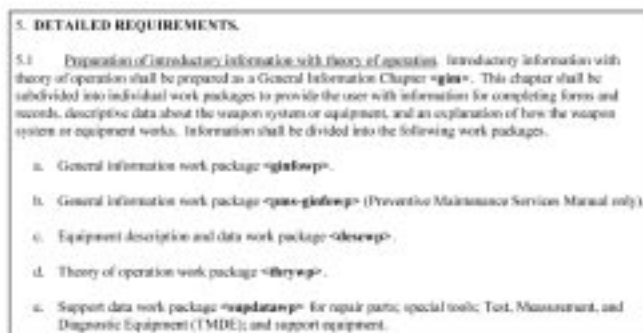 5. DETAILED REQUIREMENTS.
5.1 Preparation of introductory information with theory of operation. Introductory information with
theory of operation shall be prepared as a General Information Chapter <gim>. This chapter shall be
subdivided into individual work packages to provide the user with information for completing forms and
records, descriptive data about the weapon system or equipment, and an explanation of how the weapon
system or equipment works. Information shall be divided into the following work packages.
a. General information work package <ginfowp>.
b. General information work package <pms-ginfowp> (Preventive Maintenance Services Manual only).
c. Equipment description and data work package <descwp>.
d. Theory of operation work package <thrywp>.
e. Support data work package <supdatawp> for repair parts; special tools; Test, Measurement, and
Diagnostic Equipment (TMDE); and support equipment.